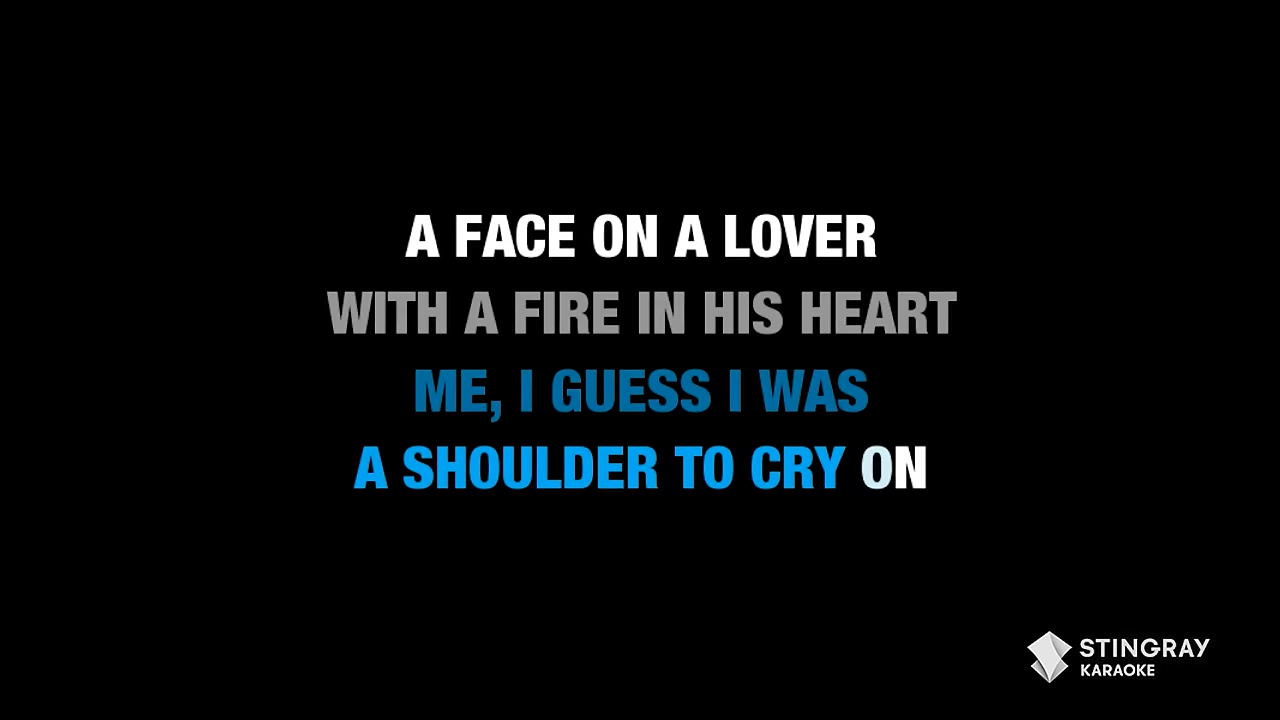 A FACE ON A LOVER
WITH A FIRE IN HIS HEART
ME, I GUESS I WAS
A SHOULDER TO CRY ON
STINGRAY
KARAOKE